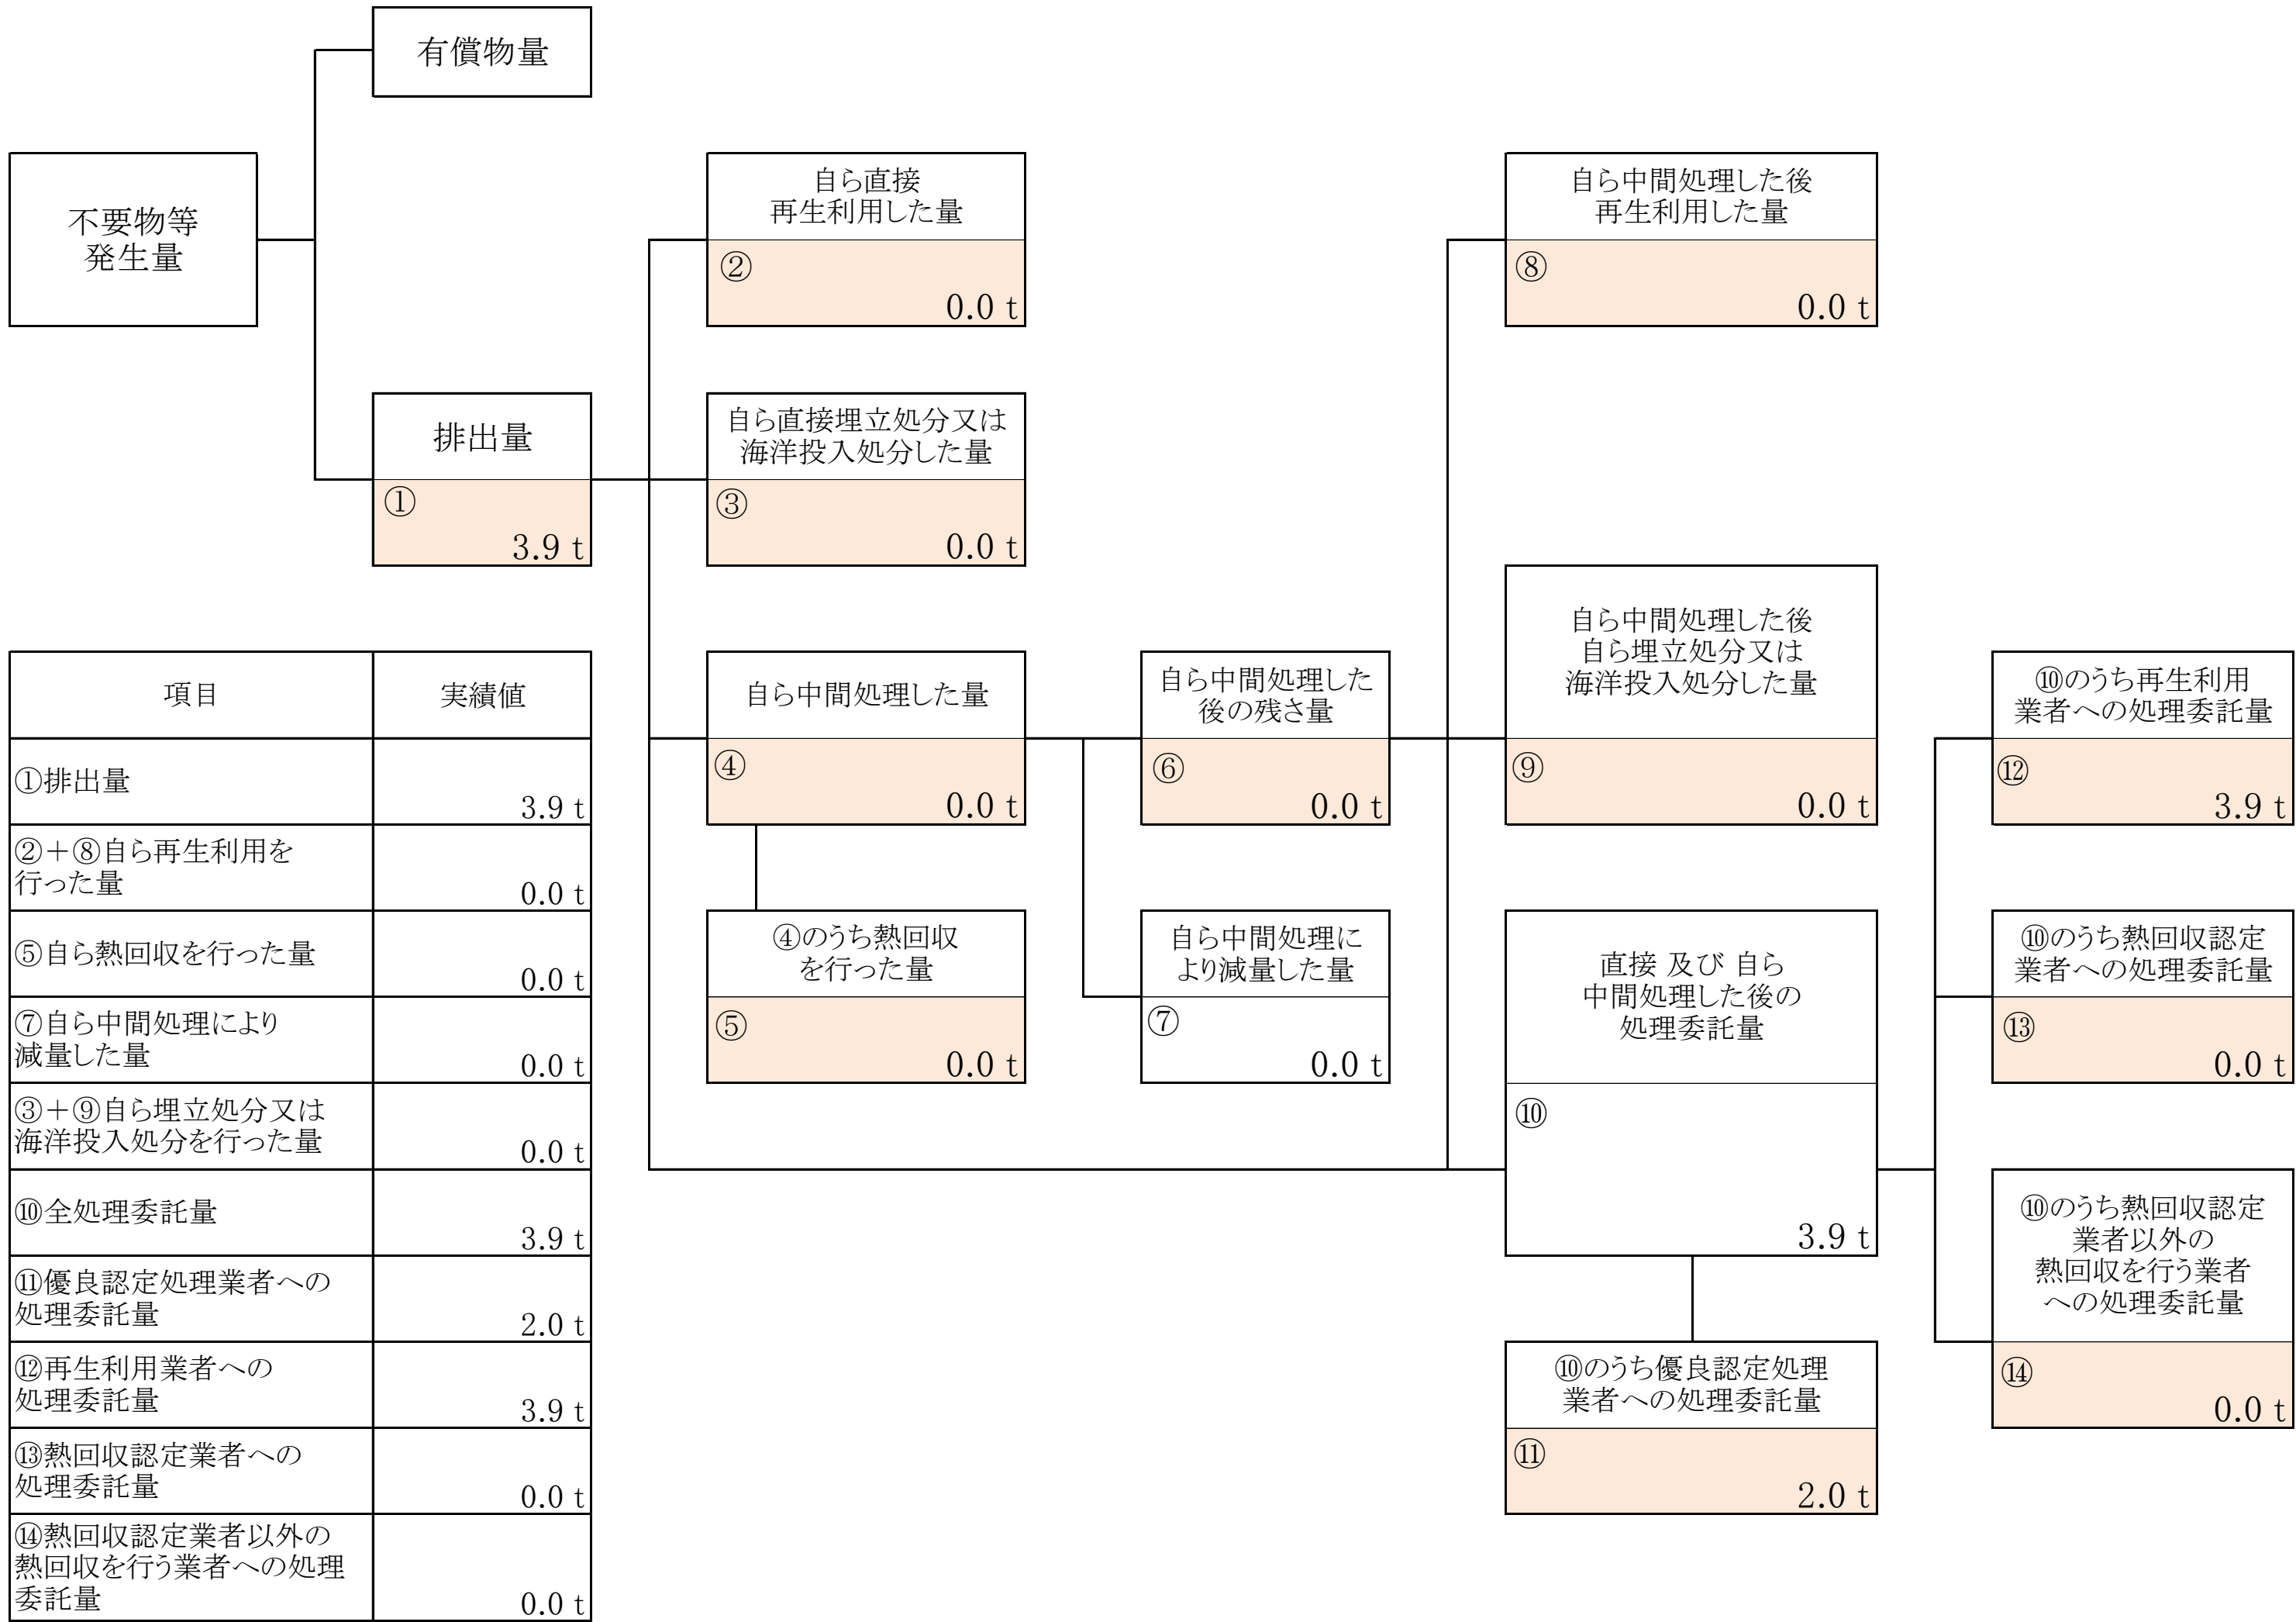 有償物量
不要物等
発生量
自ら直接
再生利用した量
②
0.0 t
自ら中間処理した後
再生利用した量
⑧
0.0 t
排出量
①
3.9 t
自ら直接埋立処分又は
海洋投入処分した量
③
0.0 t
自ら中間処理した量
④
0.0 t
自ら中間処理した
後の残さ量
⑥
0.0 t
自ら中間処理した後
自ら埋立処分又は
海洋投入処分した量
⑨
0.0 t
⑩のうち再生利用
業者への処理委託量
⑫
3.9 t
④のうち熱回収
を行った量
⑤
0.0 t
自ら中間処理に
より減量した量
⑦
0.0 t
直接 及び 自ら
中間処理した後の
処理委託量
⑩
3.9 t
⑩のうち熱回収認定
業者への処理委託量
⑬
0.0 t
⑩のうち熱回収認定
業者以外の
熱回収を行う業者
への処理委託量
⑭
0.0 t
⑩のうち優良認定処理
業者への処理委託量
⑪
2.0 t
項目 実績値
①排出量
3.9 t
②＋⑧自ら再生利用を
行った量
0.0 t
⑤自ら熱回収を行った量
0.0 t
⑦自ら中間処理により
減量した量
0.0 t
③＋⑨自ら埋立処分又は
海洋投入処分を行った量
0.0 t
⑩全処理委託量
3.9 t
⑪優良認定処理業者への
処理委託量
2.0 t
⑫再生利用業者への
処理委託量
3.9 t
⑬熱回収認定業者への
処理委託量
0.0 t
⑭熱回収認定業者以外の
熱回収を行う業者への処理
委託量
0.0 t